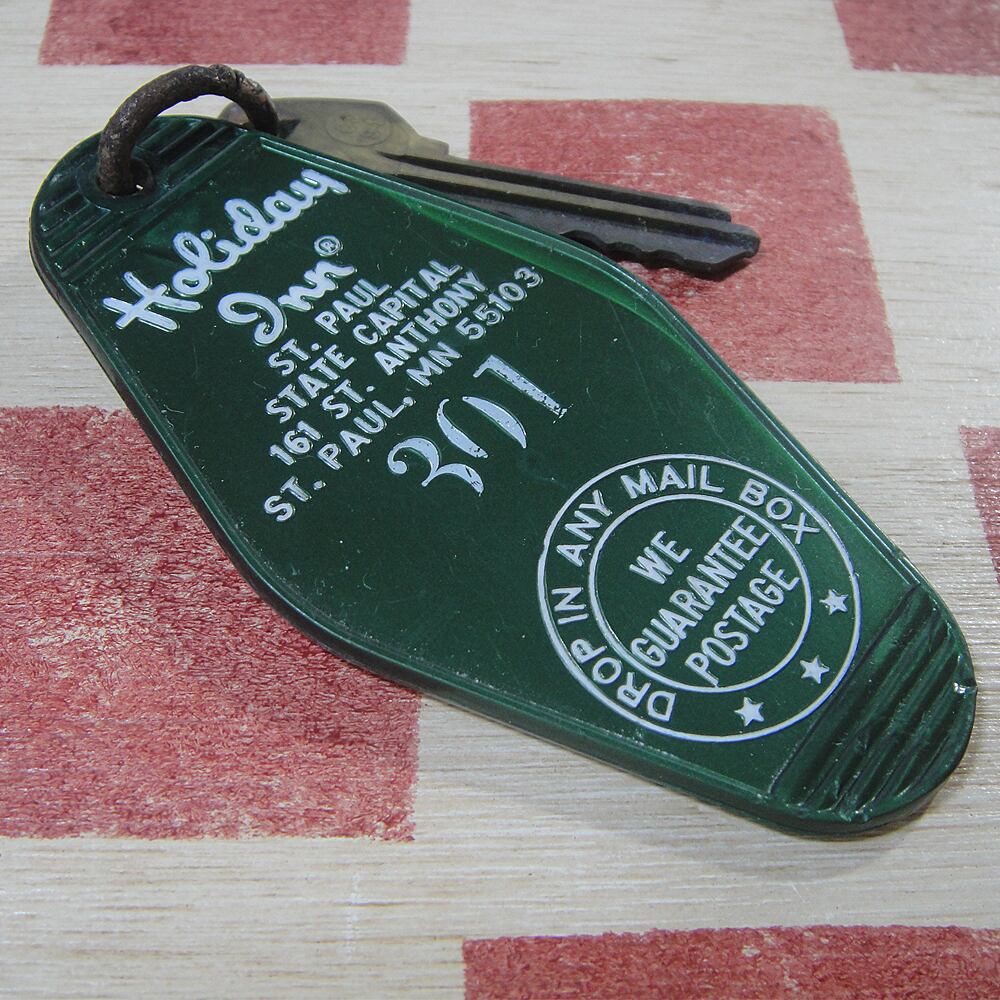 Holiday
Inn®
ST. PAUL
STATE CAPITAL
161 ST. ANTHONY
ST. PAUL, MN 55103
301
DROP IN ANY MAIL BOX
WE
GUARANTEE
POSTAGE